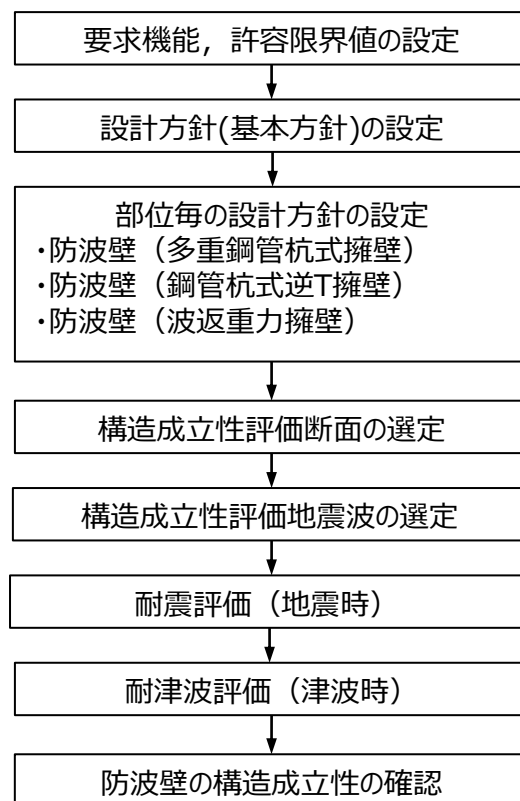 要求機能，許容限界値の設定
設計方針(基本方針)の設定
部位毎の設計方針の設定
・防波壁（多重鋼管杭式擁壁）
・防波壁（鋼管杭式逆T擁壁）
・防波壁（波返重力擁壁）
構造成立性評価断面の選定
構造成立性評価地震波の選定
耐震評価（地震時）
耐津波評価（津波時）
防波壁の構造成立性の確認